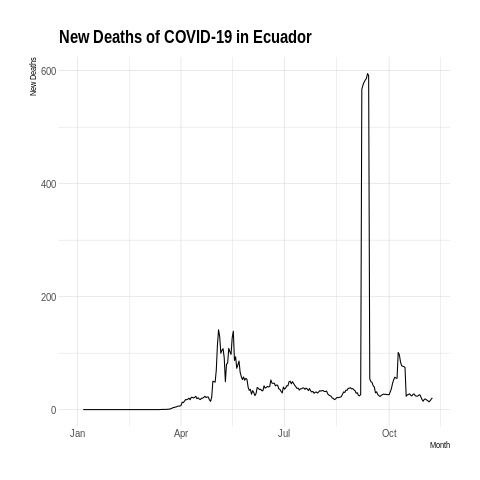 New Deaths of COVID-19 in Ecuador
New Deaths
600
400
200
0
Jan Apr Jul Oct
Month